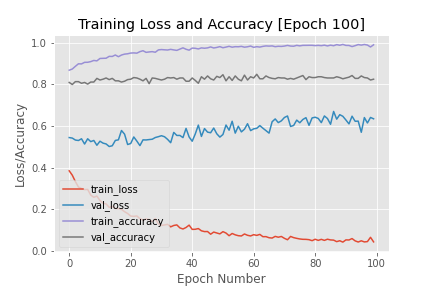 Training Loss and Accuracy [Epoch 100]
1.0
0.8
0.6
0.4
0.2
0.0
Loss/Accuracy
train_loss
val_loss
train_accuracy
val_accuracy
0 20 40 60 80 100
Epoch Number